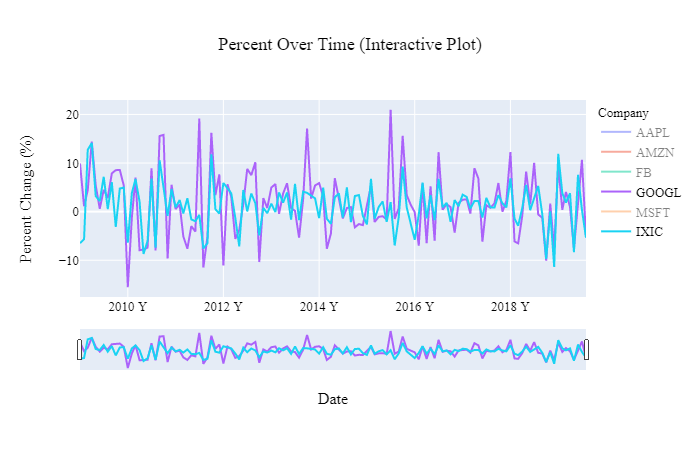 Percent Over Time (Interactive Plot)
Company
AAPL
AMZN
FB
GOOGL
MSFT
IXIC
Percent Change (%)
20
10
0
−10
2010 Y 2012 Y 2014 Y 2016 Y 2018 Y
Date